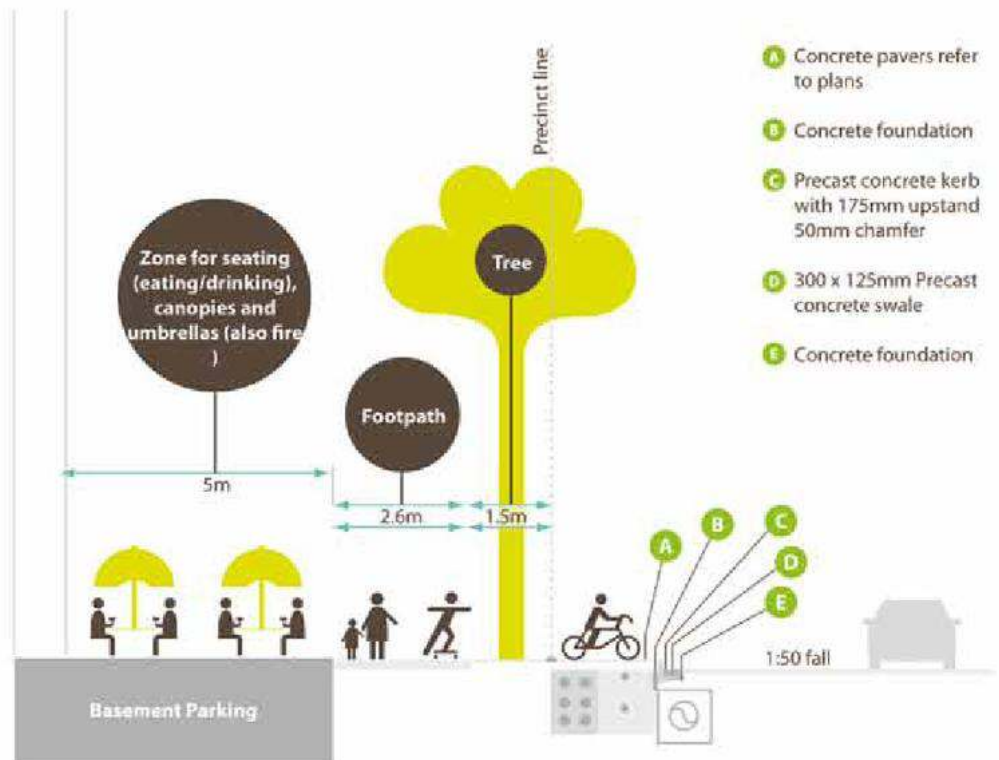 Precinct line
A Concrete pavers refer
to plans
B Concrete foundation
C Precast concrete kerb
with 175mm upstand
50mm chamfer
D 300 x 125mm Precast
concrete swale
E Concrete foundation
Zone for seating
(eating/drinking),
canopies and
umbrellas (also fire
)
Tree
Footpath
5m
2.6m
1.5m
A
B
C
D
E
1:50 fall
Basement Parking